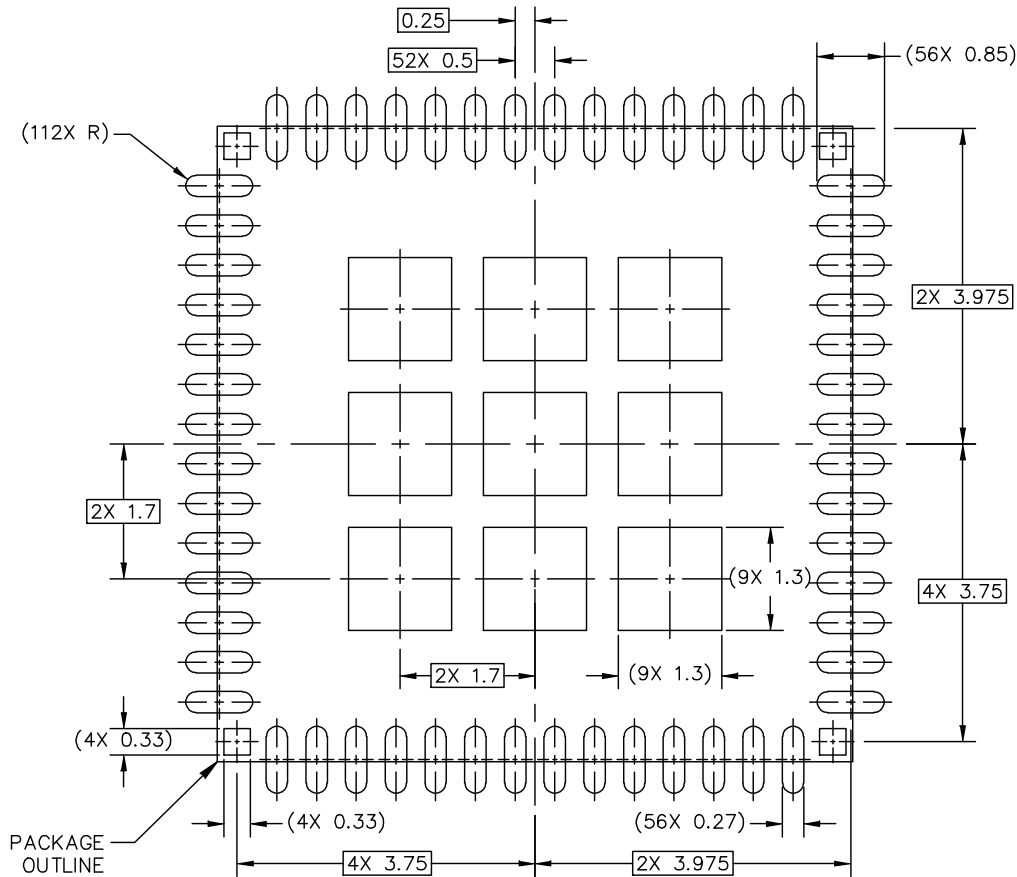 0.25
52X 0.5
(56X 0.85)
(112X R)
2X 3.975
2X 1.7
(9X 1.3)
4X 3.75
2X 1.7
(9X 1.3)
(4X 0.33)
(4X 0.33)
(56X 0.27)
PACKAGE
OUTLINE
4X 3.75
2X 3.975